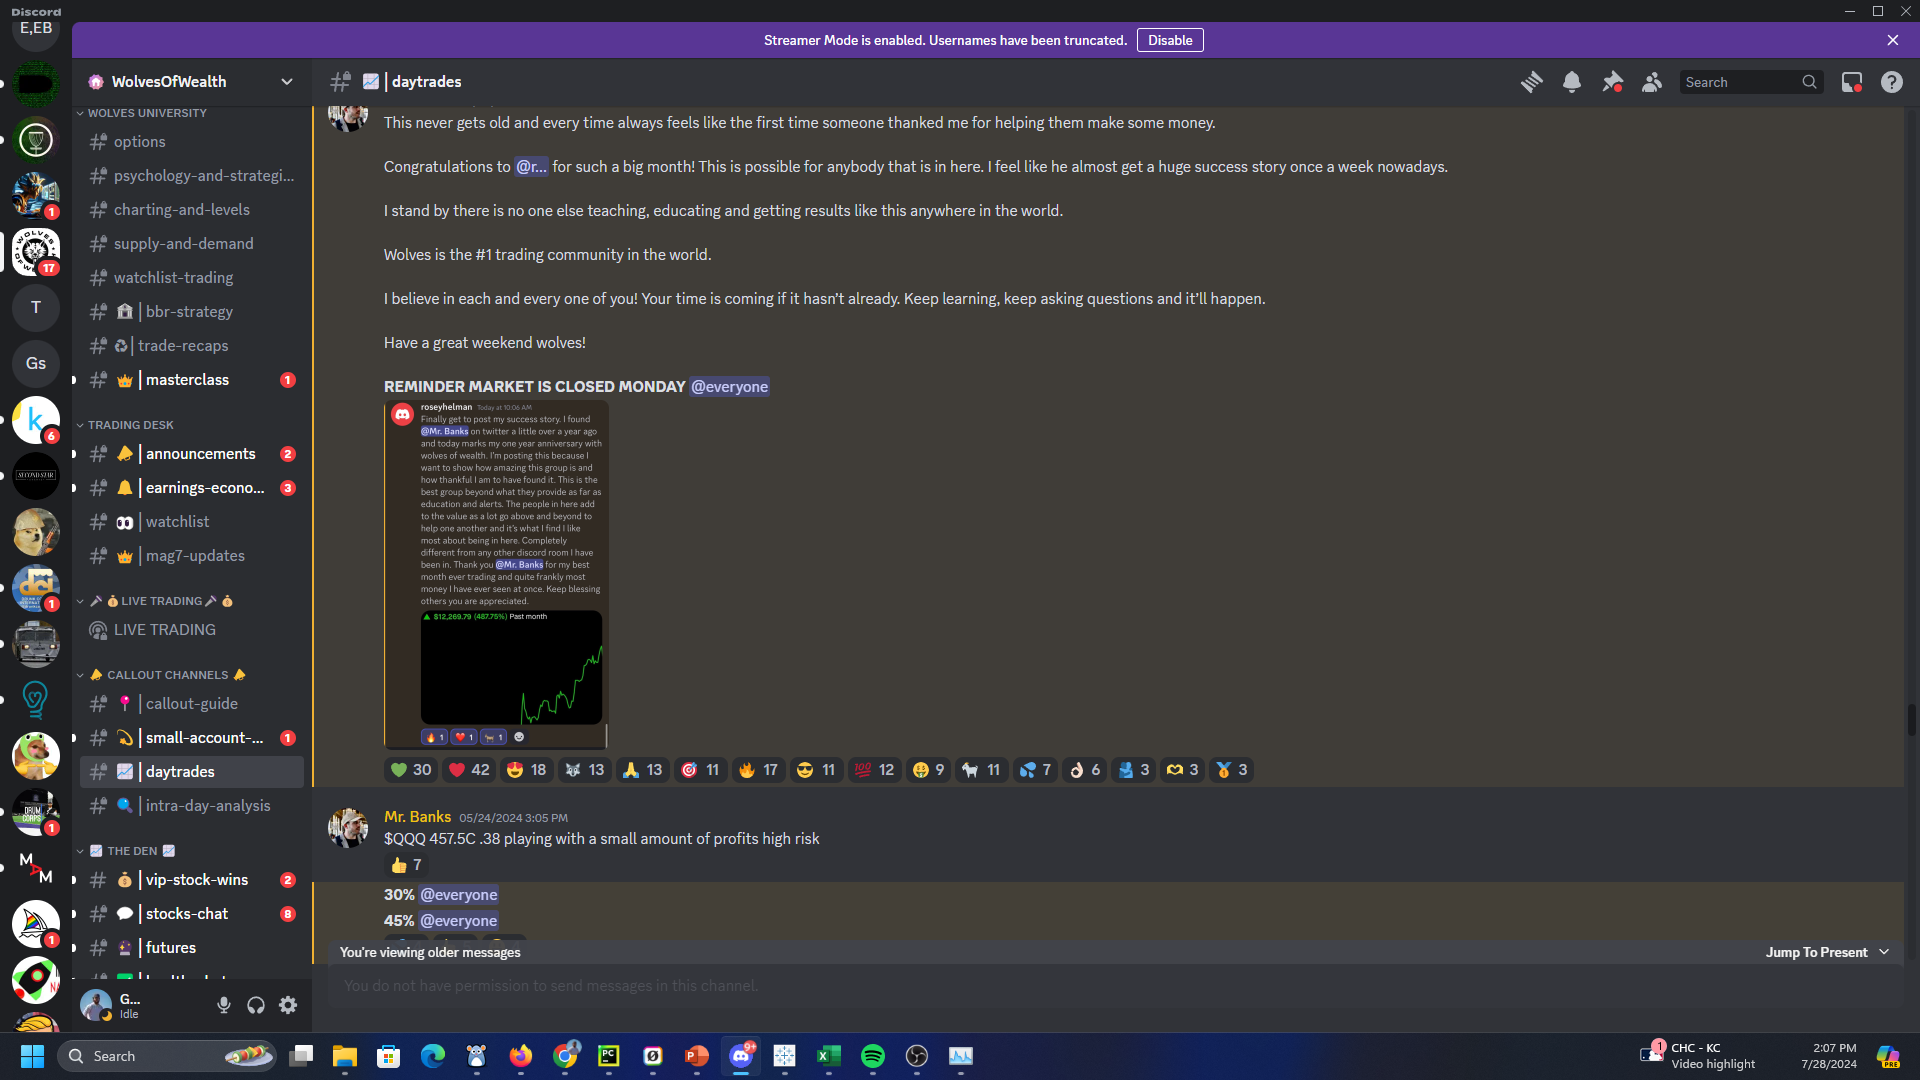 Discord
E,EB
Streamer Mode is enabled. Usernames have been truncated.
Disable
WolvesOfWealth
| daytrades
Search
WOLVES UNIVERSITY
options
psychology-and-strategi...
charting-and-levels
supply-and-demand
watchlist-trading
| bbr-strategy
| trade-recaps
| masterclass
1
TRADING DESK
| announcements
2
| earnings-econo...
3
| watchlist
| mag7-updates
LIVE TRADING
LIVE TRADING
CALLOUT CHANNELS
| callout-guide
| small-account-...
1
| daytrades
| intra-day-analysis
THE DEN
| vip-stock-wins
2
| stocks-chat
8
| futures
1
17
T
Gs
k
6
SECOND STAR
dci
1
DRUM CORPS
1
M A M
1
G...
Idle
This never gets old and every time always feels like the first time someone thanked me for helping them make some money.
Congratulations to @r... for such a big month! This is possible for anybody that is in here. I feel like he almost get a huge success story once a week nowadays.
I stand by there is no one else teaching, educating and getting results like this anywhere in the world.
Wolves is the #1 trading community in the world.
I believe in each and every one of you! Your time is coming if it hasn't already. Keep learning, keep asking questions and it'll happen.
Have a great weekend wolves!
REMINDER MARKET IS CLOSED MONDAY @everyone
roseyhelman Today at 10:06 AM
Finally get to post my success story. I found
@Mr. Banks on twitter a little over a year ago
and today marks my one year anniversary with
wolves of wealth. I'm posting this because I
want to show how amazing this group is and
how thankful I am to have found it. This is the
best group beyond what they provide as far as
education and alerts. The people in here add
to the value as a lot go above and beyond to
help one another and it's what I find I like
most about being in here. Completely
different from any other discord room I have
been in. Thank you @Mr. Banks for my best
month ever trading and quite frankly most
money I have ever seen at once. Keep blessing
others you are appreciated.
$12,269.79 (487.75%) Past month
1 1 1
30 42 18 13 13 11 17 11 12 9 11 7 6 3 3 3
Mr. Banks 05/24/2024 3:05 PM
$QQQ 457.5C .38 playing with a small amount of profits high risk
7
30% @everyone
45% @everyone
You're viewing older messages
Jump To Present
You do not have permission to send messages in this channel.
Search
PC
9+
1
CHC - KC
Video highlight
2:07 PM
7/28/2024
PRE